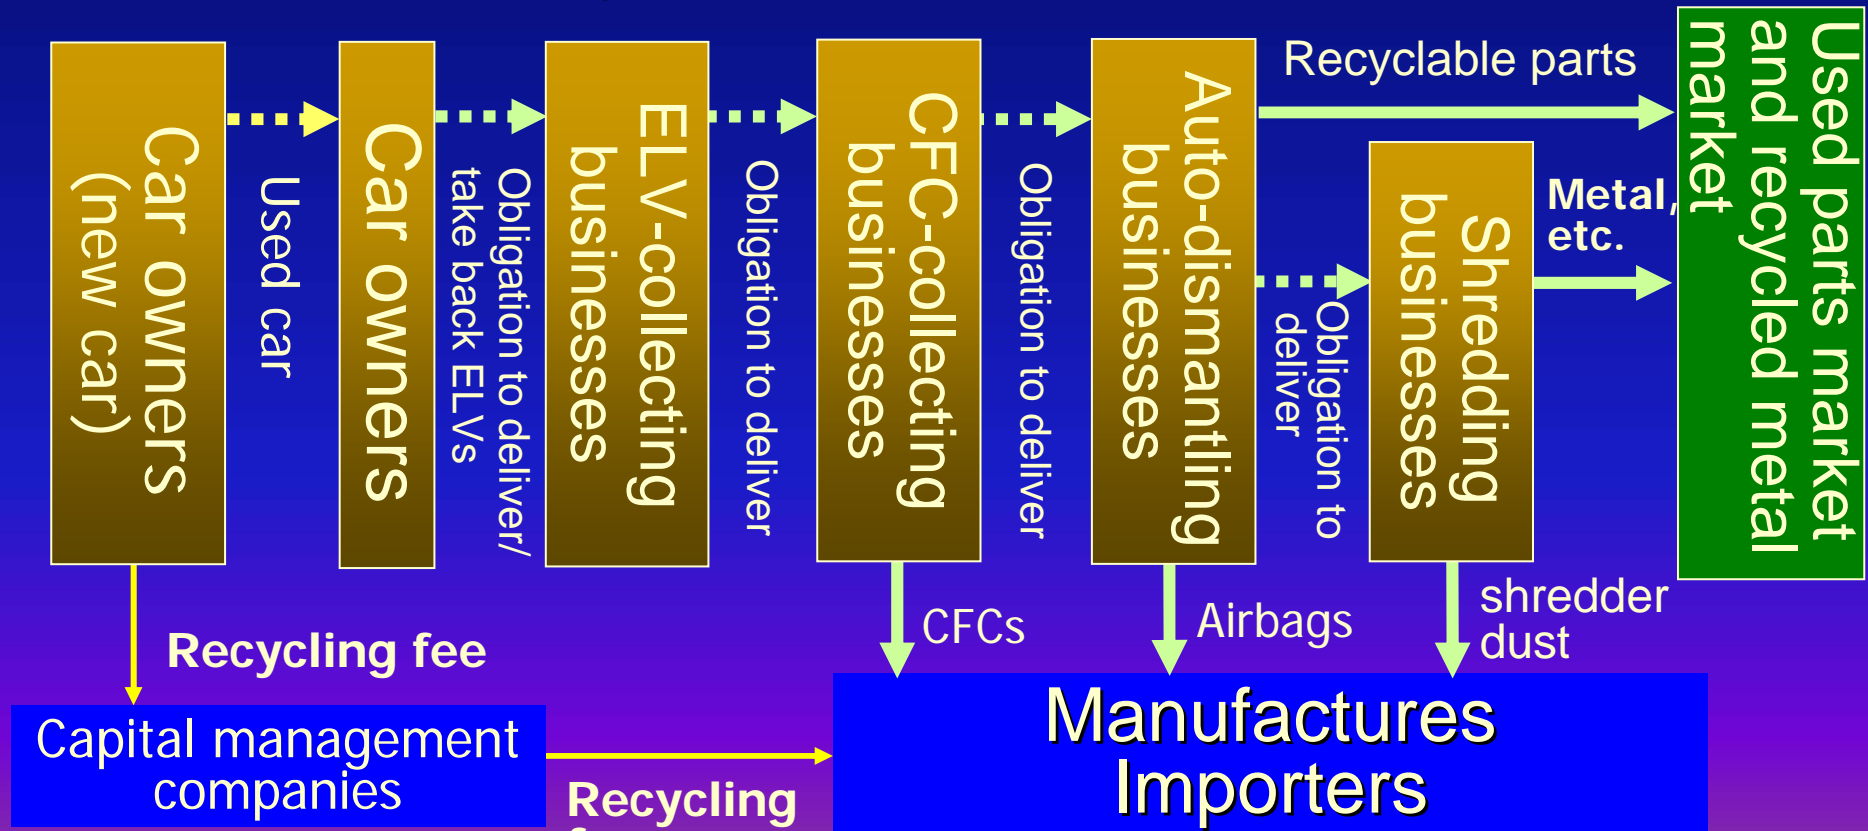 Car owners
(new car)
Used car
Car owners
Obligation to deliver/
take back ELVs
ELV-collecting
businesses
Obligation to deliver
CFC-collecting
businesses
Obligation to deliver
Auto-dismantling
businesses
Recyclable parts
Obligation to
deliver
Shredding
businesses
Metal,
etc.
Used parts market
and recycled metal
market
Recycling fee
CFCs
Airbags
shredder
dust
Capital management
companies
Recycling
Manufactures
Importers